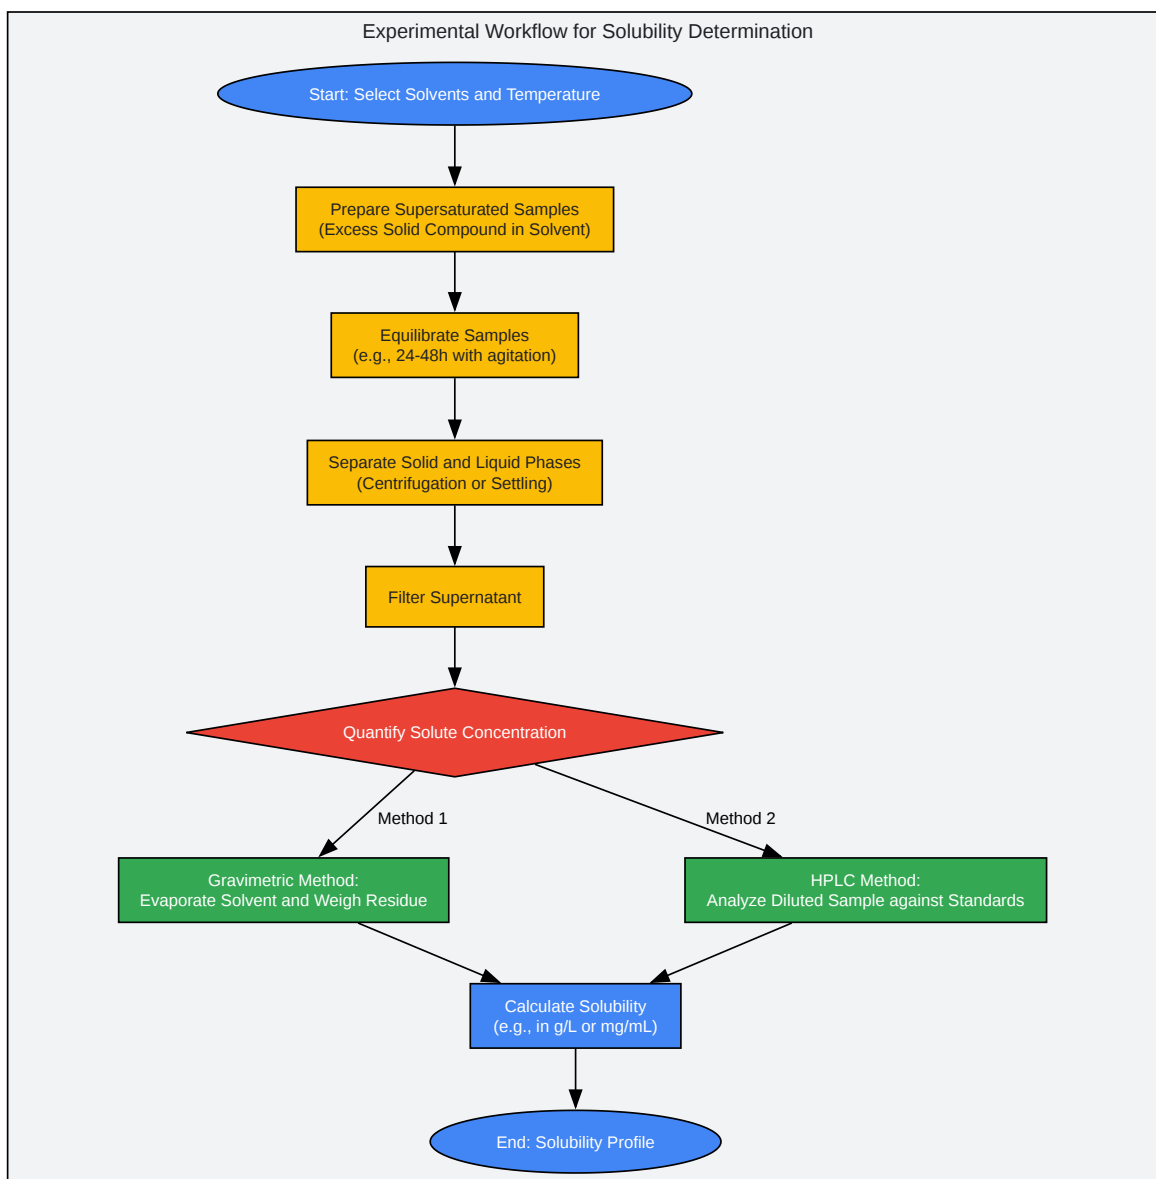 Experimental Workflow for Solubility Determination
Start: Select Solvents and Temperature
Prepare Supersaturated Samples
(Excess Solid Compound in Solvent)
Equilibrate Samples
(e.g., 24-48h with agitation)
Separate Solid and Liquid Phases
(Centrifugation or Settling)
Filter Supernatant
Quantify Solute Concentration
Method 1
Method 2
Gravimetric Method:
Evaporate Solvent and Weigh Residue
HPLC Method:
Analyze Diluted Sample against Standards
Calculate Solubility
(e.g., in g/L or mg/mL)
End: Solubility Profile